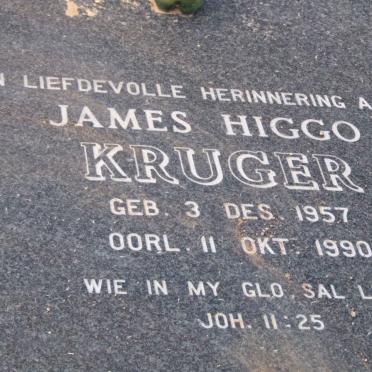 LIEFDEVOLLE HERINNERING
JAMES HIGGO
KRUGER
GEB. 3 DES. 1957
OORL. 11 OKT. 1990
WIE IN MY GLO, SAL
JOH. 11:25